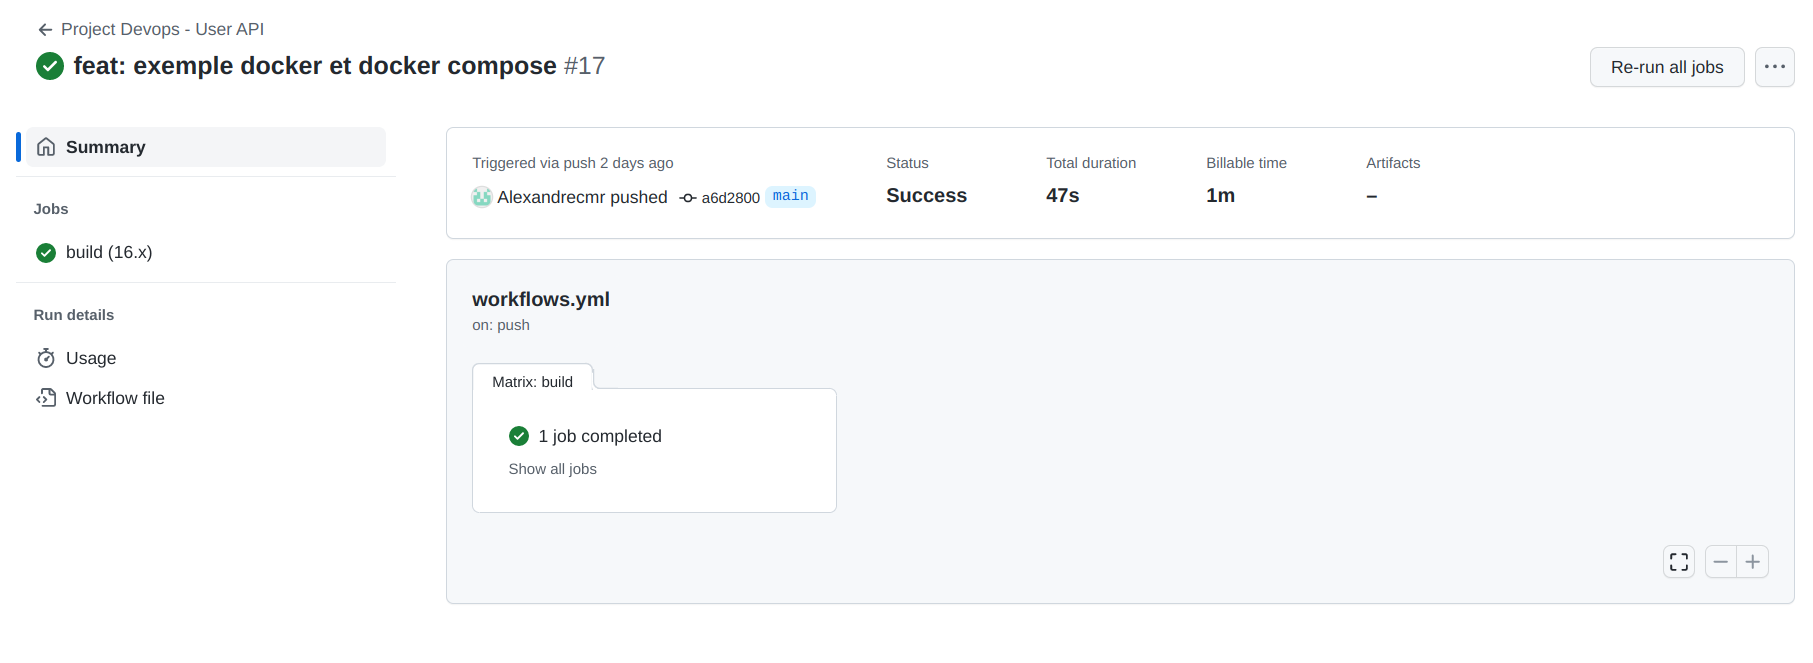 Project Devops - User API
feat: exemple docker et docker compose #17
Re-run all jobs
Summary
Jobs
build (16.x)
Run details
Usage
Workflow file
Triggered via push 2 days ago
Alexandrecmr pushed a6d2800 main
Status
Success
Total duration
47s
Billable time
1m
Artifacts
–
workflows.yml
on: push
Matrix: build
1 job completed
Show all jobs